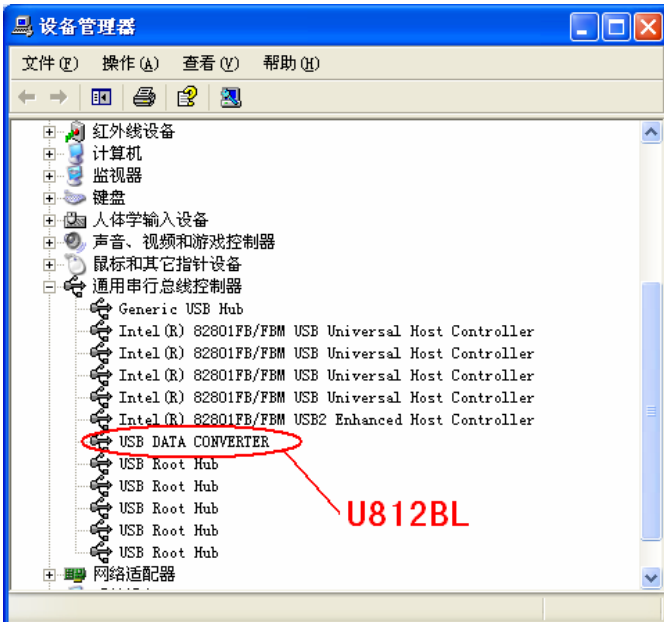 设备管理器
文件(F) 操作(A) 查看(V) 帮助(H)
红外线设备
计算机
监视器
键盘
人体学输入设备
声音、视频和游戏控制器
鼠标和其它指针设备
通用串行总线控制器
Generic USB Hub
Intel(R) 82801FB/FBM USB Universal Host Controller
Intel(R) 82801FB/FBM USB Universal Host Controller
Intel(R) 82801FB/FBM USB Universal Host Controller
Intel(R) 82801FB/FBM USB Universal Host Controller
Intel(R) 82801FB/FBM USB2 Enhanced Host Controller
USB DATA CONVERTER
USB Root Hub
USB Root Hub
USB Root Hub
U812BL
USB Root Hub
USB Root Hub
网络适配器